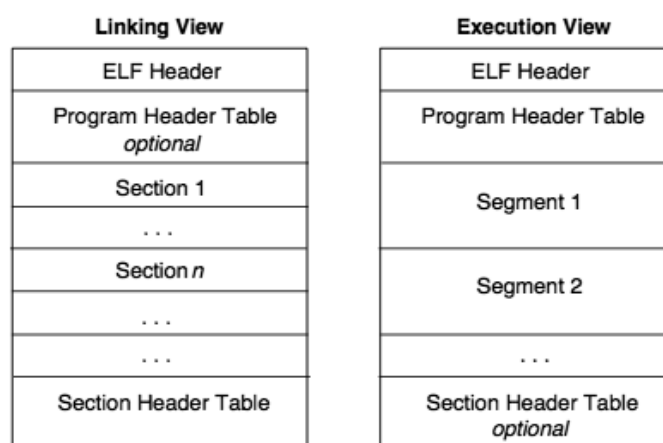 Linking View
ELF Header
Program Header Table
optional
Section 1
. . .
Section n
. . .
. . .
Section Header Table
Execution View
ELF Header
Program Header Table
Segment 1
Segment 2
. . .
Section Header Table
optional